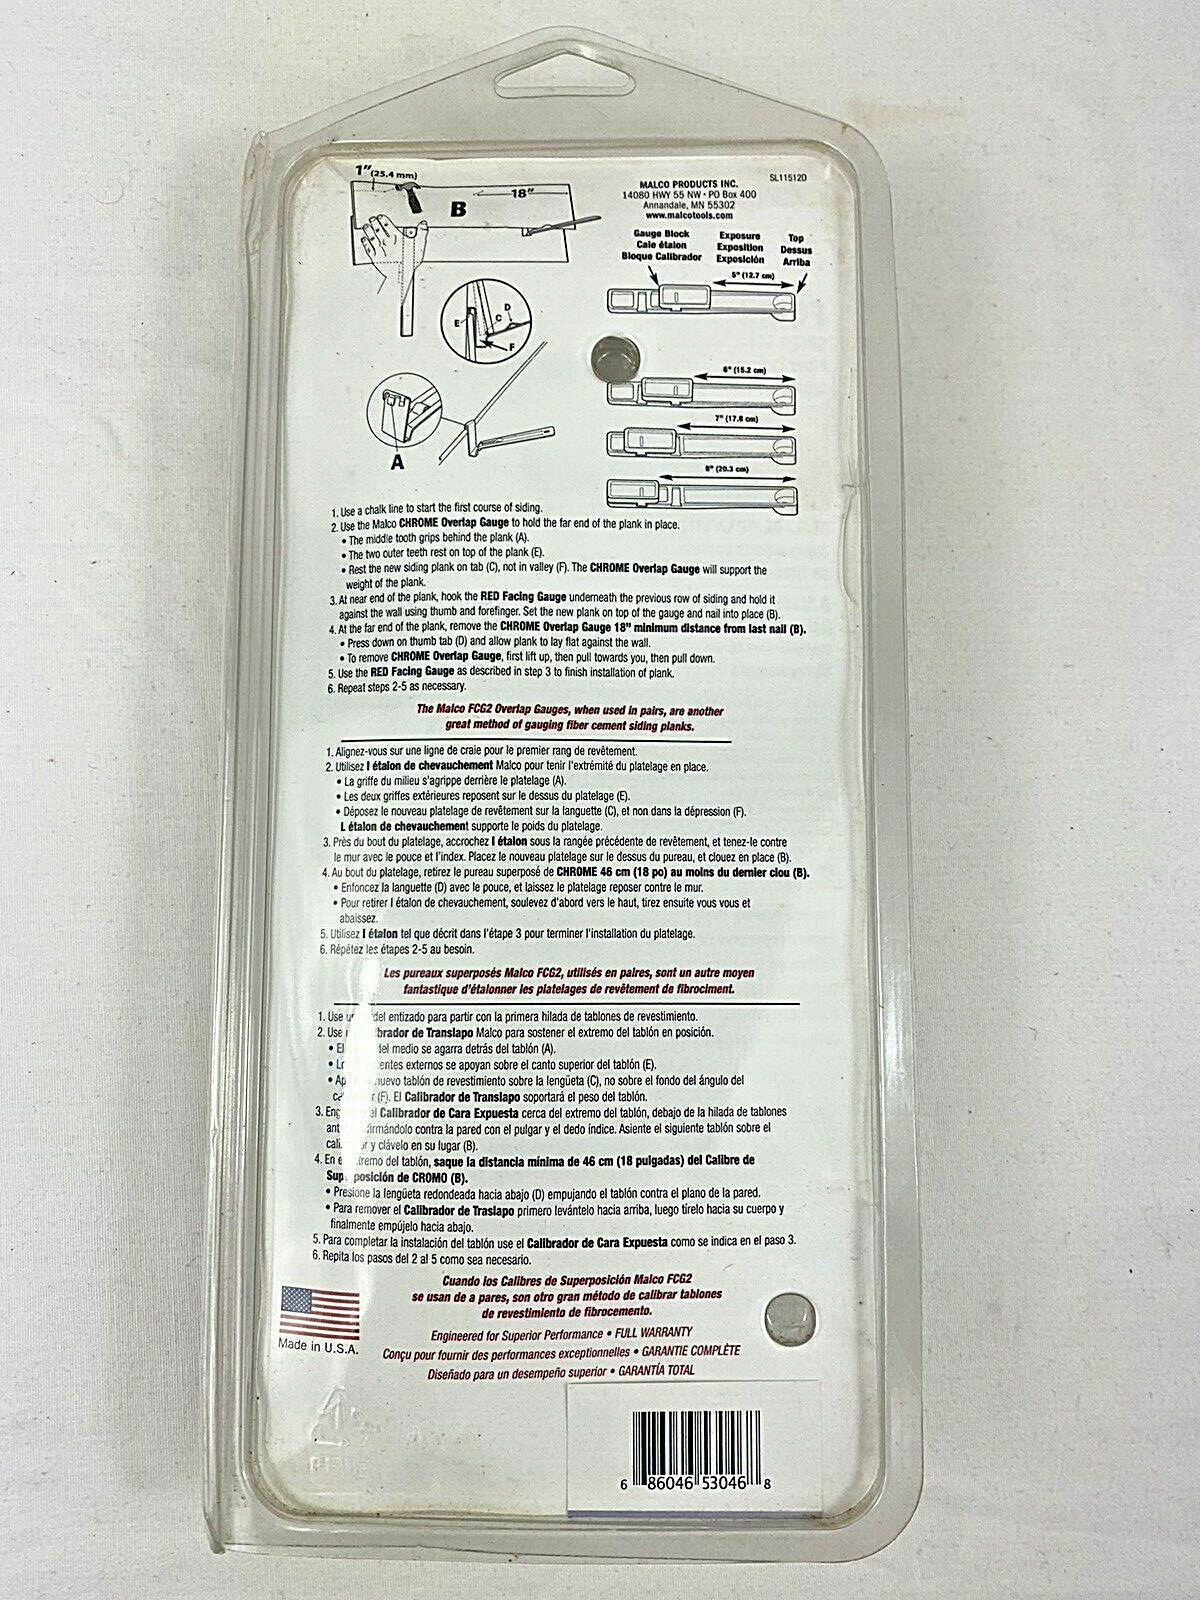 1" (25.4 mm)
18"
B
E
C
D
F
A
SL11512D
MALCO PRODUCTS INC.
14080 HWY 55 NW • PO Box 400
Annandale, MN 55302
www.malcotools.com
Gauge Block
Cale étalon
Bloque Calibrador
Exposure
Exposition
Exposición
Top
Dessus
Arriba
5" (12.7 cm)
6" (15.2 cm)
7" (17.8 cm)
8" (20.3 cm)
1. Use a chalk line to start the first course of siding.
2. Use the Malco CHROME Overlap Gauge to hold the far end of the plank in place.
• The middle tooth grips behind the plank (A).
• The two outer teeth rest on top of the plank (E).
• Rest the new siding plank on tab (C), not in valley (F). The CHROME Overlap Gauge will support the
weight of the plank.
3. At near end of the plank, hook the RED Facing Gauge underneath the previous row of siding and hold it
against the wall using thumb and forefinger. Set the new plank on top of the gauge and nail into place (B).
4. At the far end of the plank, remove the CHROME Overlap Gauge 18" minimum distance from last nail (B).
• Press down on thumb tab (D) and allow plank to lay flat against the wall.
• To remove CHROME Overlap Gauge, first lift up, then pull towards you, then pull down.
5. Use the RED Facing Gauge as described in step 3 to finish installation of plank.
6. Repeat steps 2-5 as necessary.
The Malco FCG2 Overlap Gauges, when used in pairs, are another
great method of gauging fiber cement siding planks.
1. Alignez-vous sur une ligne de craie pour le premier rang de revêtement.
2. Utilisez l étalon de chevauchement Malco pour tenir l'extrémité du platelage en place.
• La griffe du milieu s'agrippe derrière le platelage (A).
• Les deux griffes extérieures reposent sur le dessus du platelage (E).
• Déposez le nouveau platelage de revêtement sur la languette (C), et non dans la dépression (F).
L étalon de chevauchement supporte le poids du platelage.
3. Près du bout du platelage, accrochez l étalon sous la rangée précédente de revêtement, et tenez-le contre
le mur avec le pouce et l'index. Placez le nouveau platelage sur le dessus du pureau, et clouez en place (B).
4. Au bout du platelage, retirez le pureau superposé de CHROME 46 cm (18 po) au moins du dernier clou (B).
• Enfoncez la languette (D) avec le pouce, et laissez le platelage reposer contre le mur.
• Pour retirer l étalon de chevauchement, soulevez d'abord vers le haut, tirez ensuite vous vous et
abaissez.
5. Utilisez l étalon tel que décrit dans l'étape 3 pour terminer l'installation du platelage.
6. Répétez les étapes 2-5 au besoin.
Les pureaux superposés Malco FCG2, utilisés en paires, sont un autre moyen
fantastique d'étalonner les platelages de revêtement de fibrociment.
1. Use entizado para partir con la primera hilada de tablones de revestimiento.
2. Use de Translapo Malco para sostener el extremo del tablón en posición.
• El del medio se agarra detrás del tablón (A).
• externos se apoyan sobre el canto superior del tablón (E).
• tablón de revestimiento sobre la lengüeta (C), no sobre el fondo del ángulo del
(F). El Calibrador de Translapo soportará el peso del tablón.
3. el Calibrador de Cara Expuesta cerca del extremo del tablón, debajo de la hilada de tablones
contra la pared con el pulgar y el dedo índice. Asiente el siguiente tablón sobre el
y clávelo en su lugar (B).
4. En del tablón, saque la distancia mínima de 46 cm (18 pulgadas) del Calibre de
Superposición de CROMO (B).
• Presione la lengüeta redondeada hacia abajo (D) empujando el tablón contra el plano de la pared.
• Para remover el Calibrador de Traslapo primero levántelo hacia arriba, luego tírelo hacia su cuerpo y
finalmente empújelo hacia abajo.
5. Para completar la instalación del tablón use el Calibrador de Cara Expuesta como se indica en el paso 3.
6. Repita los pasos del 2 al 5 como sea necesario.
Cuando los Calibres de Superposición Malco FCG2
se usan de a pares, son otro gran método de calibrar tablones
de revestimiento de fibrocemento.
Made in U.S.A.
Engineered for Superior Performance • FULL WARRANTY
Conçu pour fournir des performances exceptionnelles • GARANTIE COMPLÈTE
Diseñado para un desempeño superior • GARANTÍA TOTAL
6 86046 53046 8